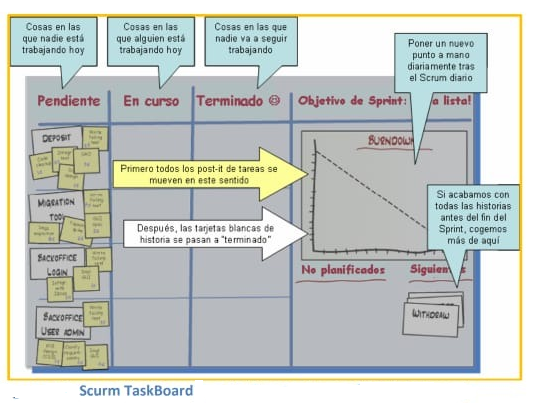 Cosas en las
que nadie está
trabajando hoy
Cosas en las
que alguien está
trabajando hoy
Cosas en las que
nadie va a seguir
trabajando
Poner un nuevo
punto a mano
diariamente tras
el Scrum diario
Pendiente
En curso
Terminado
Objetivo de Sprint: a lista!
DEPOSIT
BURNDOWN
Primero todos los post-it de tareas se
mueven en este sentido
MIGRATION
TOOL
Si acabamos con
todas las historias
antes del fin del
Sprint, cogemos
más de aquí
Después, las tarjetas blancas de
historia se pasan a "terminado"
BACKOFFICE
LOGIN
No planificados
WITHDRAW
BACKOFFICE
USER ADMIN
Scurm TaskBoard